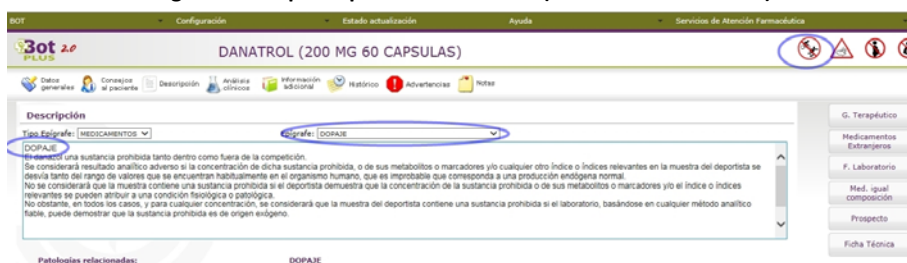 BOT Configuración Estado actualización Ayuda Servicios de Atención Farmacéutica
Bot 2.0
PLUS
DANATROL (200 MG 60 CAPSULAS)
Datos generales Consejos al paciente Descripción Análisis clínicos Información adicional Histórico Advertencias Notas
Descripción
Tipo Epígrafe: MEDICAMENTOS Epígrafe: DOPAJE
DOPAJE
El danazol una sustancia prohibida tanto dentro como fuera de la competición.
Se considerará resultado analítico adverso si la concentración de dicha sustancia prohibida, o de sus metabolitos o marcadores y/o cualquier otro índice o índices relevantes en la muestra del deportista se
desvía tanto del rango de valores que se encuentran habitualmente en el organismo humano, que es improbable que corresponda a una producción endógena normal.
No se considerará que la muestra contiene una sustancia prohibida si el deportista demuestra que la concentración de la sustancia prohibida o de sus metabolitos o marcadores y/o el índice o índices
relevantes se pueden atribuir a una condición fisiológica o patológica.
No obstante, en todos los casos, y para cualquier concentración, se considerará que la muestra del deportista contiene una sustancia prohibida si el laboratorio, basándose en cualquier método analítico
fiable, puede demostrar que la sustancia prohibida es de origen exógeno.
Patologías relacionadas: DOPAJE
G. Terapéutico
Medicamentos
Extranjeros
F. Laboratorio
Med. igual
composición
Prospecto
Ficha Técnica